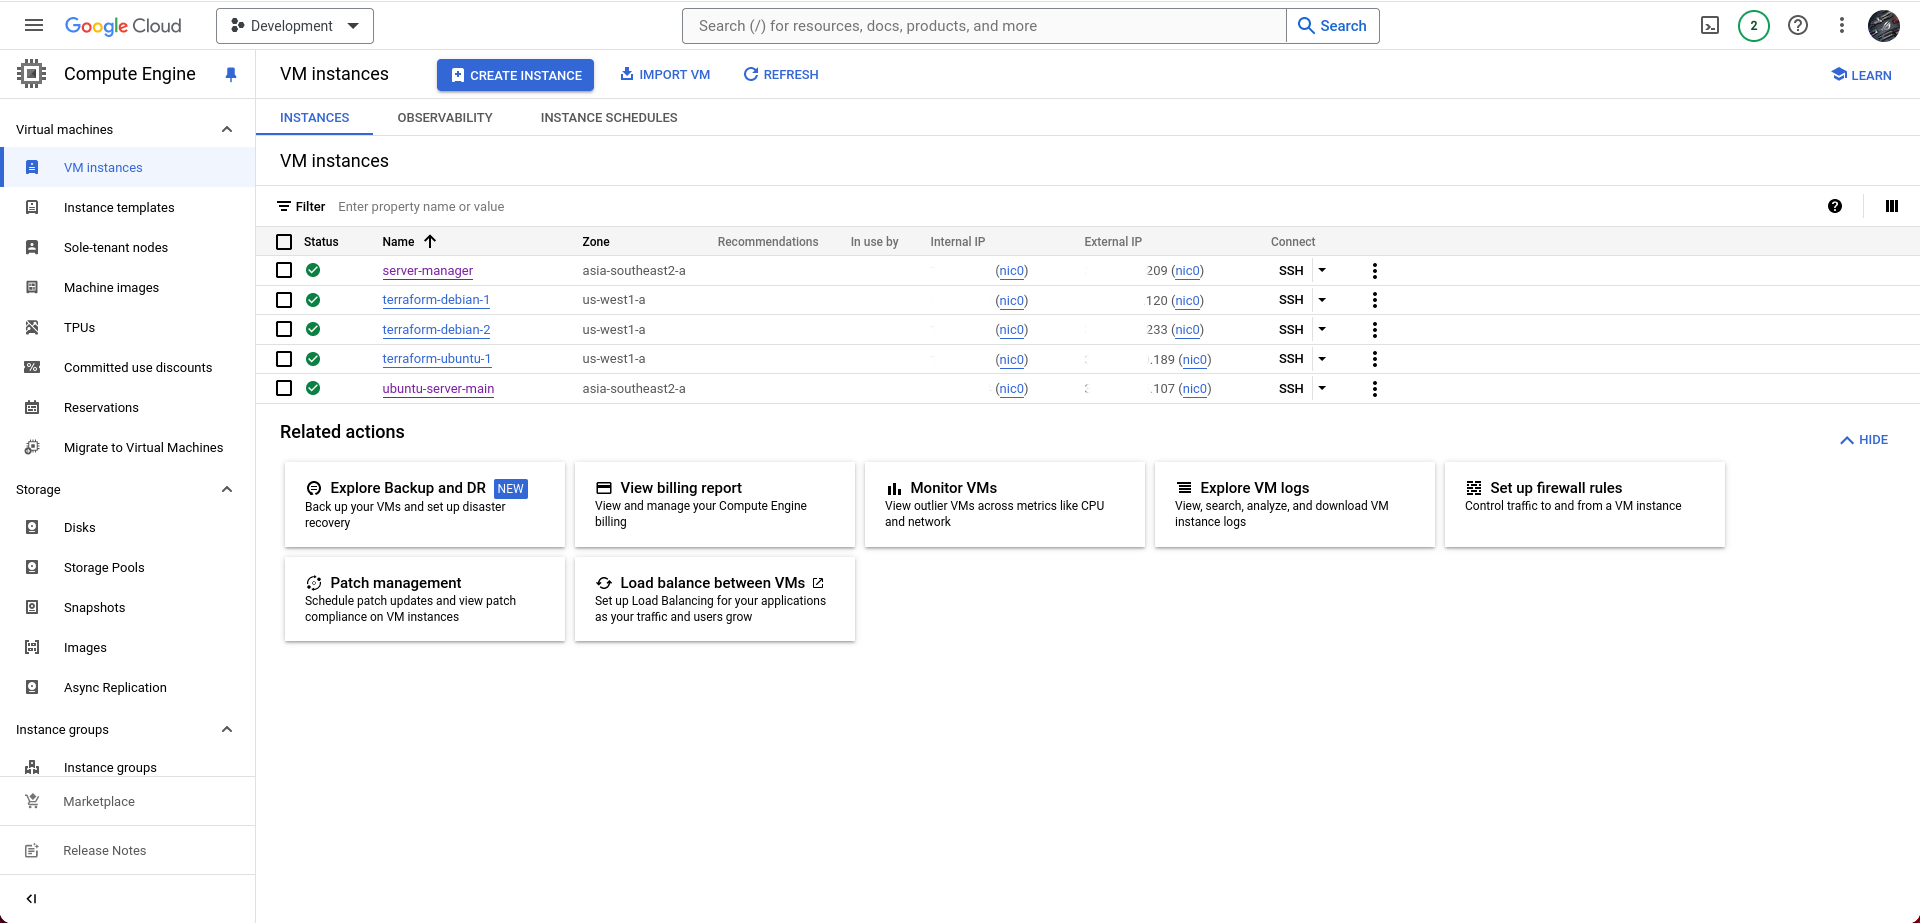 Google Cloud
Development
Search (/) for resources, docs, products, and more
Search
2
Compute Engine
VM instances
CREATE INSTANCE
IMPORT VM
REFRESH
LEARN
Virtual machines
VM instances
Instance templates
Sole-tenant nodes
Machine images
TPUs
Committed use discounts
Reservations
Migrate to Virtual Machines
Storage
Disks
Storage Pools
Snapshots
Images
Async Replication
Instance groups
Instance groups
Marketplace
Release Notes
INSTANCES OBSERVABILITY INSTANCE SCHEDULES
VM instances
Filter Enter property name or value
Status Name Zone Recommendations In use by Internal IP External IP Connect
server-manager asia-southeast2-a (nic0) 209 (nic0) SSH
terraform-debian-1 us-west1-a (nic0) 120 (nic0) SSH
terraform-debian-2 us-west1-a (nic0) 233 (nic0) SSH
terraform-ubuntu-1 us-west1-a (nic0) .189 (nic0) SSH
ubuntu-server-main asia-southeast2-a (nic0) .107 (nic0) SSH
Related actions
HIDE
Explore Backup and DR NEW
Back up your VMs and set up disaster
recovery
View billing report
View and manage your Compute Engine
billing
Monitor VMs
View outlier VMs across metrics like CPU
and network
Explore VM logs
View, search, analyze, and download VM
instance logs
Set up firewall rules
Control traffic to and from a VM instance
Patch management
Schedule patch updates and view patch
compliance on VM instances
Load balance between VMs
Set up Load Balancing for your applications
as your traffic and users grow